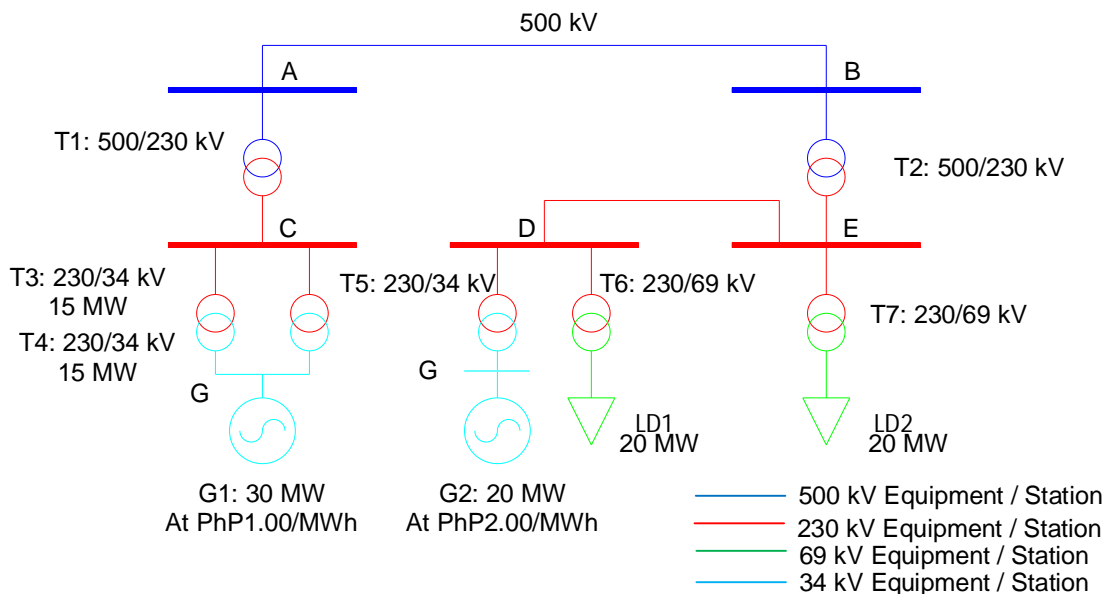 500 kV
A
B
T1: 500/230 kV
T2: 500/230 kV
C
D
E
T3: 230/34 kV
15 MW
T4: 230/34 kV
15 MW
T5: 230/34 kV
T6: 230/69 kV
T7: 230/69 kV
G
G
LD1
20 MW
LD2
20 MW
G1: 30 MW
At PhP1.00/MWh
G2: 20 MW
At PhP2.00/MWh
500 kV Equipment / Station
230 kV Equipment / Station
69 kV Equipment / Station
34 kV Equipment / Station